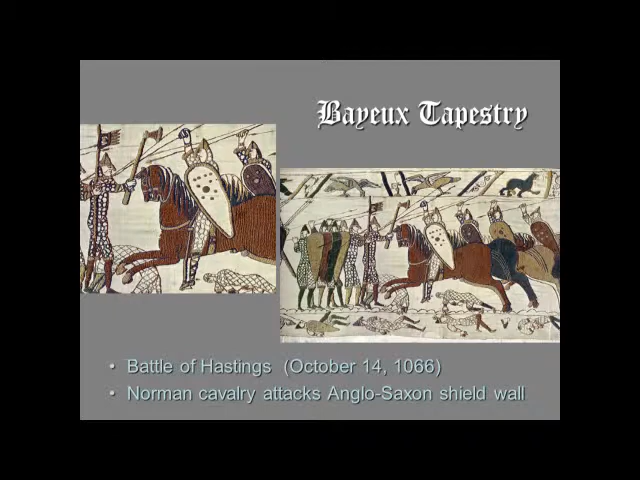 Bayeux Tapestry
• Battle of Hastings (October 14, 1066)
• Norman cavalry attacks Anglo-Saxon shield wall